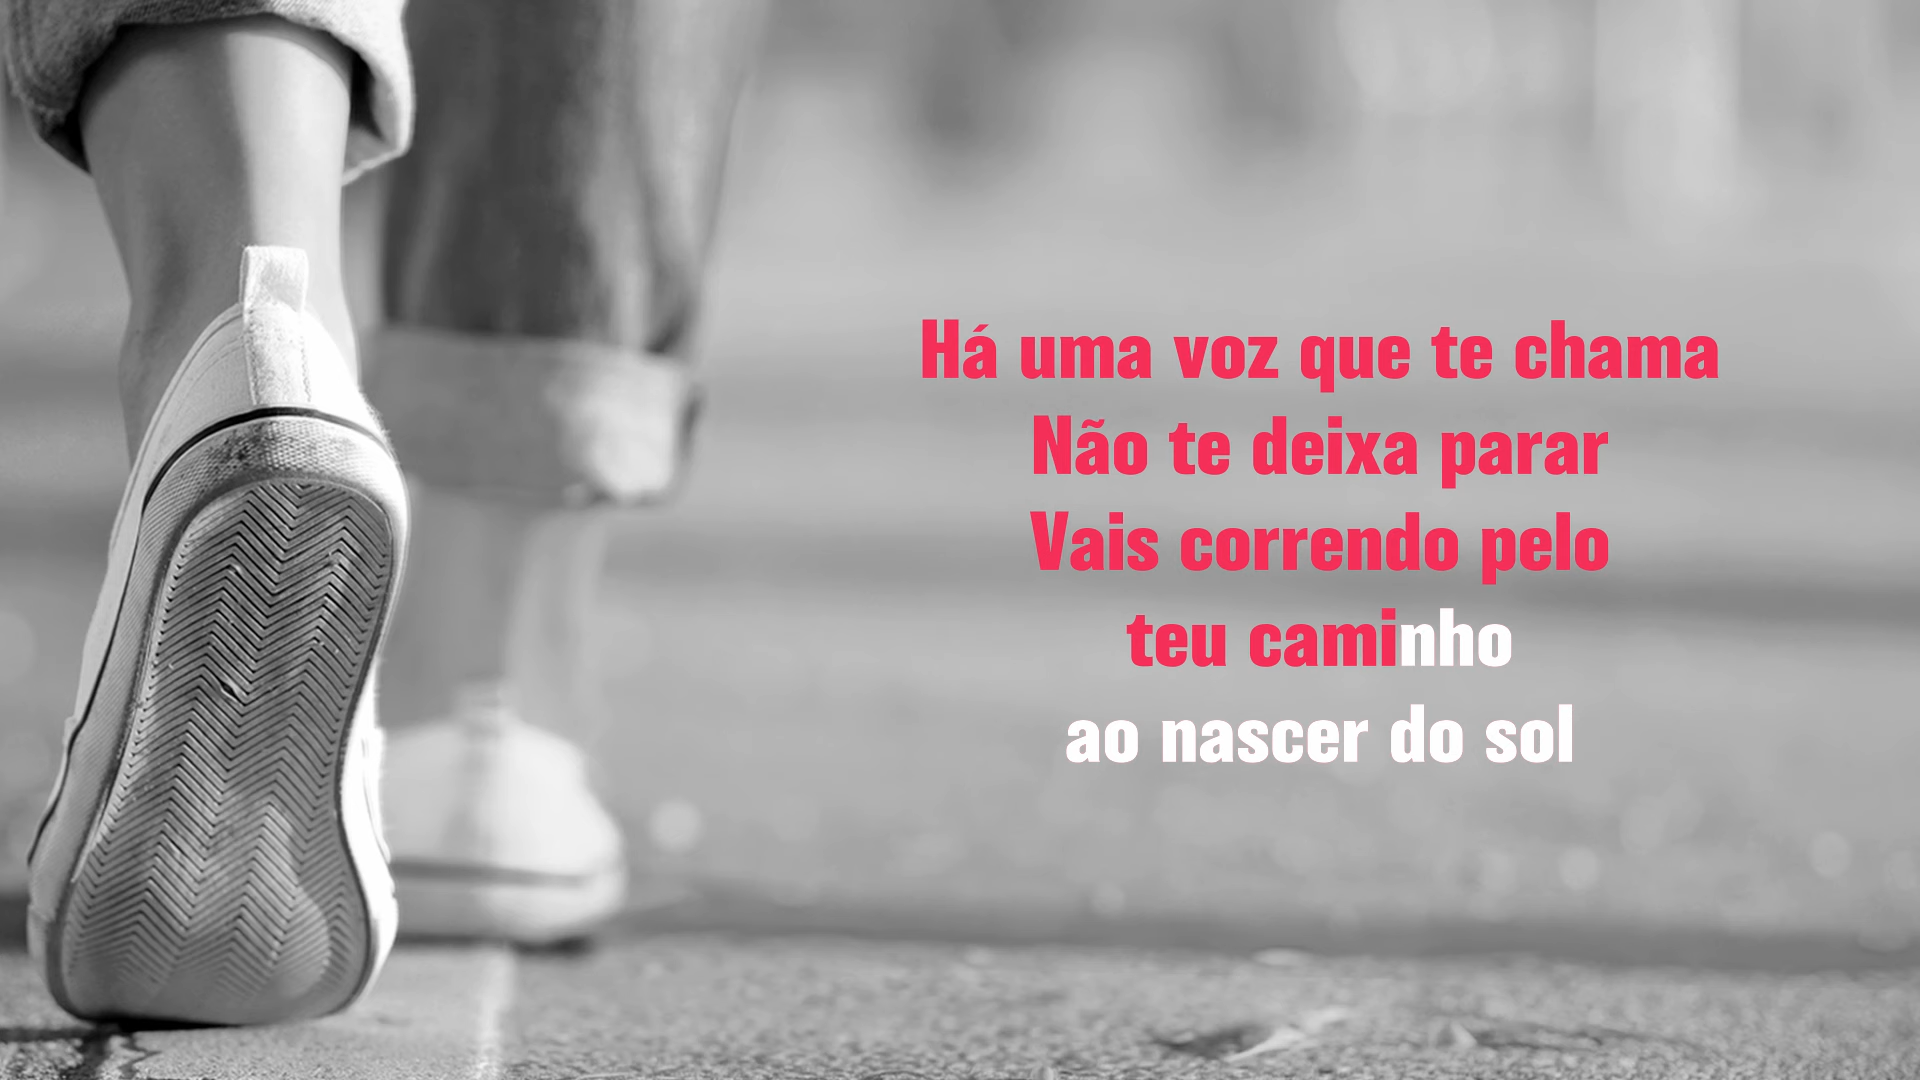 Há uma voz que te chama
Não te deixa parar
Vais correndo pelo
teu caminho
ao nascer do sol